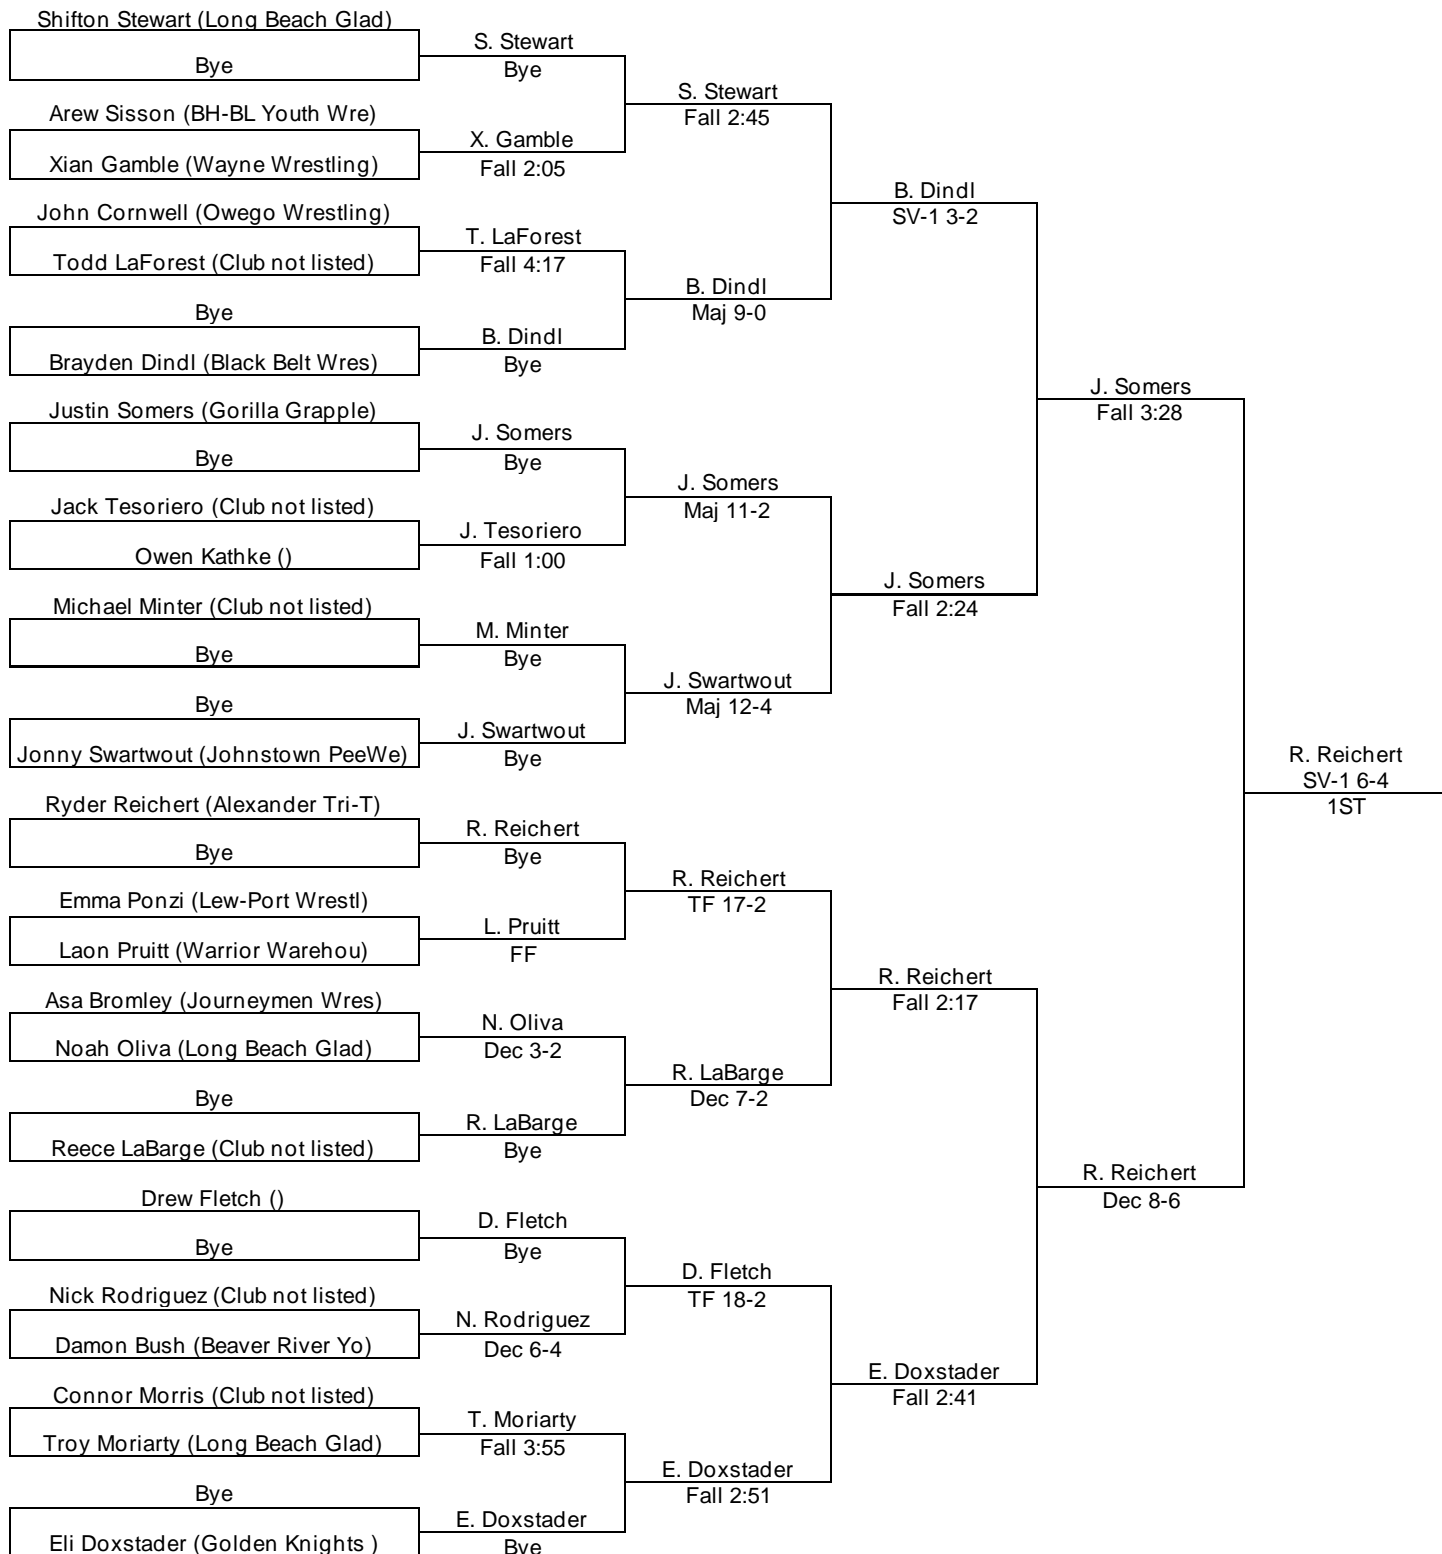 Shifton Stewart (Long Beach Glad)
Bye
Arew Sisson (BH-BL Youth Wre)
Xian Gamble (Wayne Wrestling)
John Cornwell (Owego Wrestling)
Todd LaForest (Club not listed)
Bye
Brayden Dindl (Black Belt Wres)
Justin Somers (Gorilla Grapple)
Bye
Jack Tesoriero (Club not listed)
Owen Kathke ()
Michael Minter (Club not listed)
Bye
Bye
Jonny Swartwout (Johnstown PeeWe)
Ryder Reichert (Alexander Tri-T)
Bye
Emma Ponzi (Lew-Port Wrestl)
Laon Pruitt (Warrior Warehou)
Asa Bromley (Journeymen Wres)
Noah Oliva (Long Beach Glad)
Bye
Reece LaBarge (Club not listed)
Drew Fletch ()
Bye
Nick Rodriguez (Club not listed)
Damon Bush (Beaver River Yo)
Connor Morris (Club not listed)
Troy Moriarty (Long Beach Glad)
Bye
Eli Doxstader (Golden Knights )
S. Stewart
Bye
X. Gamble
Fall 2:05
T. LaForest
Fall 4:17
B. Dindl
Bye
J. Somers
Bye
J. Tesoriero
Fall 1:00
M. Minter
Bye
J. Swartwout
Bye
R. Reichert
Bye
L. Pruitt
FF
N. Oliva
Dec 3-2
R. LaBarge
Bye
D. Fletch
Bye
N. Rodriguez
Dec 6-4
T. Moriarty
Fall 3:55
E. Doxstader
Bye
S. Stewart
Fall 2:45
B. Dindl
Maj 9-0
J. Somers
Maj 11-2
J. Swartwout
Maj 12-4
R. Reichert
TF 17-2
R. LaBarge
Dec 7-2
D. Fletch
TF 18-2
E. Doxstader
Fall 2:51
B. Dindl
SV-1 3-2
J. Somers
Fall 2:24
R. Reichert
Fall 2:17
E. Doxstader
Fall 2:41
J. Somers
Fall 3:28
R. Reichert
Dec 8-6
R. Reichert
SV-1 6-4
1ST